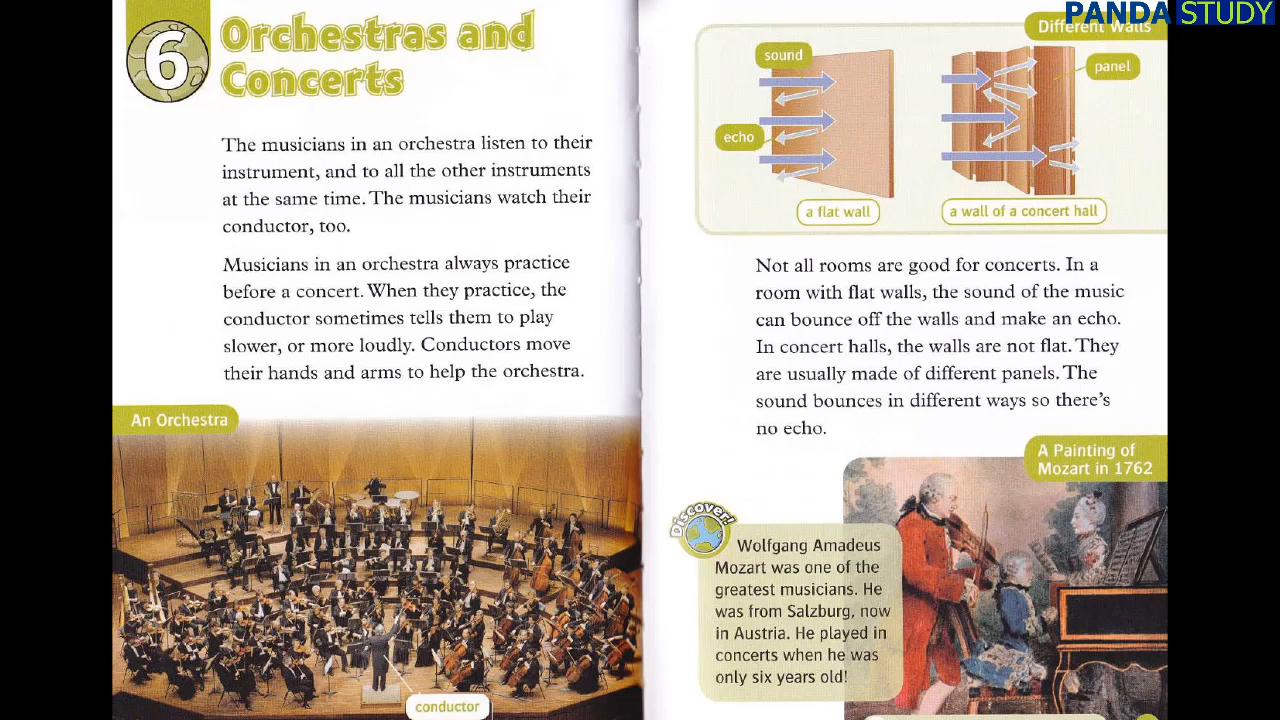 PANDA STUDY
6
Orchestras and
Concerts
The musicians in an orchestra listen to their
instrument, and to all the other instruments
at the same time. The musicians watch their
conductor, too.
Musicians in an orchestra always practice
before a concert. When they practice, the
conductor sometimes tells them to play
slower, or more loudly. Conductors move
their hands and arms to help the orchestra.
An Orchestra
conductor
Different Walls
sound
echo
panel
a flat wall
a wall of a concert hall
Not all rooms are good for concerts. In a
room with flat walls, the sound of the music
can bounce off the walls and make an echo.
In concert halls, the walls are not flat. They
are usually made of different panels. The
sound bounces in different ways so there's
no echo.
A Painting of
Mozart in 1762
Discover!
Wolfgang Amadeus
Mozart was one of the
greatest musicians. He
was from Salzburg, now
in Austria. He played in
concerts when he was
only six years old!